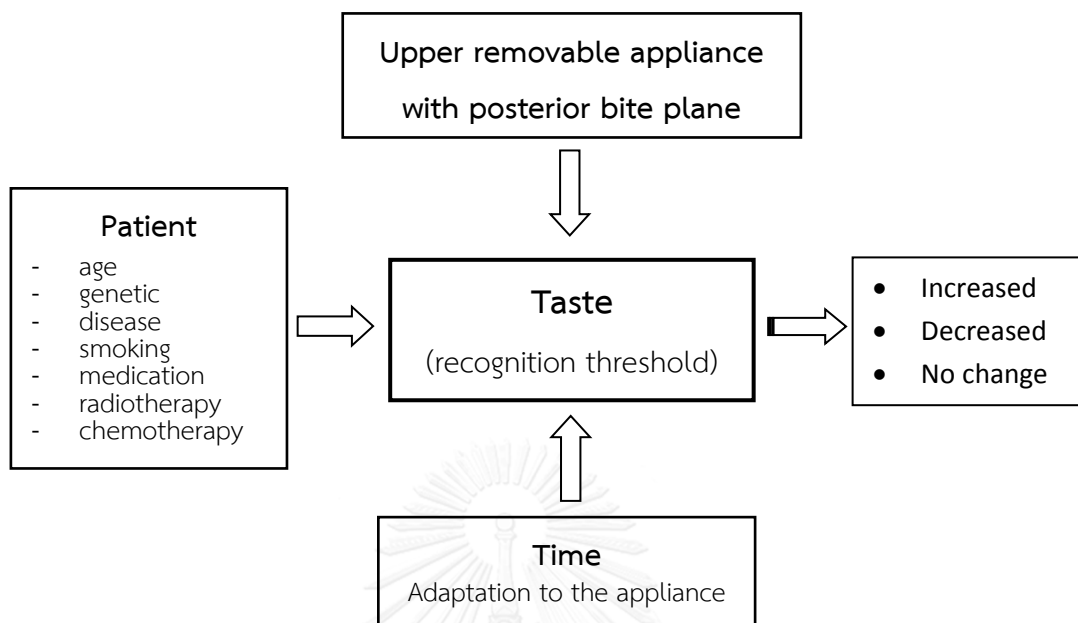 Upper removable appliance
with posterior bite plane
Patient
- age
- genetic
- disease
- smoking
- medication
- radiotherapy
- chemotherapy
Taste
(recognition threshold)
• Increased
• Decreased
• No change
Time
Adaptation to the appliance